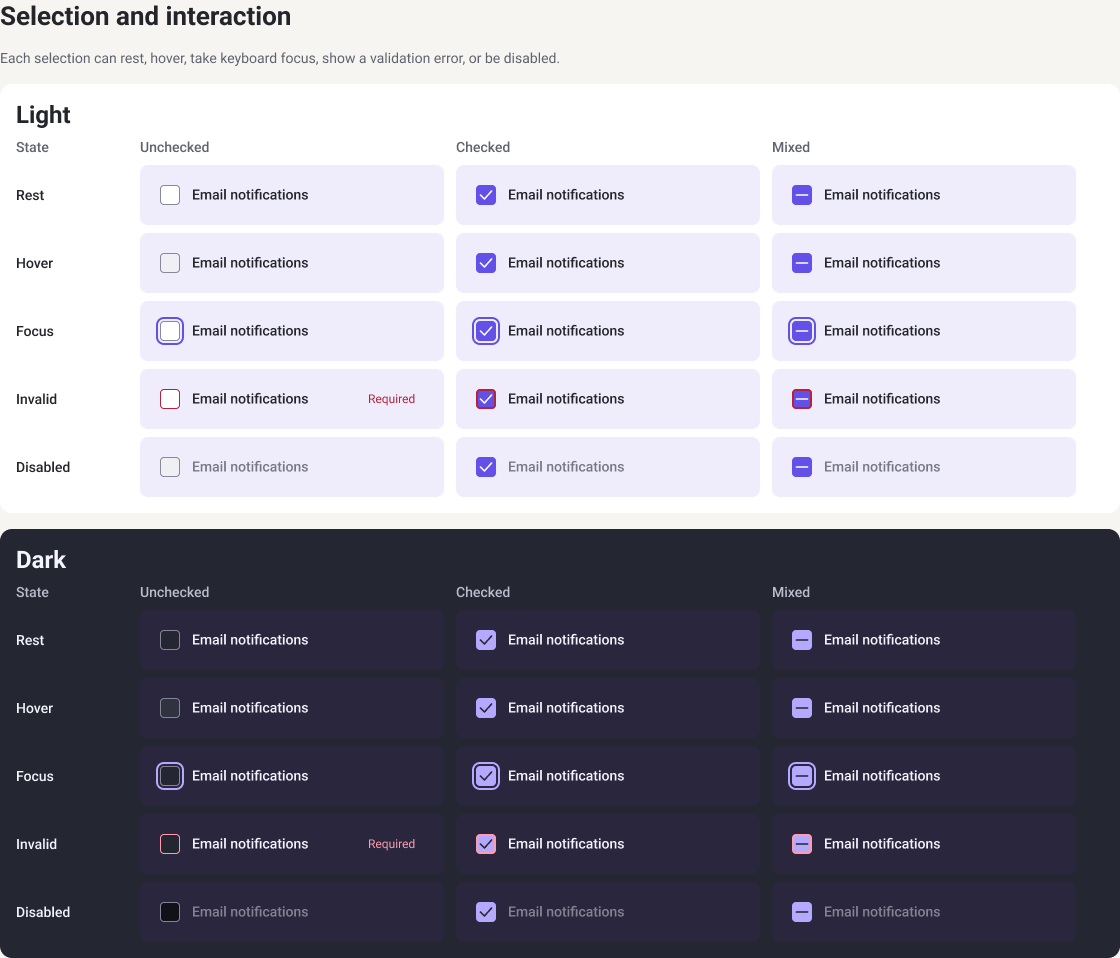 Selection and interaction
Each selection can rest, hover, take keyboard focus, show a validation error, or be disabled.
Light
State Unchecked Checked Mixed
Rest Email notifications Email notifications Email notifications
Hover Email notifications Email notifications Email notifications
Focus Email notifications Email notifications Email notifications
Invalid Email notifications Required Email notifications Email notifications
Disabled Email notifications Email notifications Email notifications
Dark
State Unchecked Checked Mixed
Rest Email notifications Email notifications Email notifications
Hover Email notifications Email notifications Email notifications
Focus Email notifications Email notifications Email notifications
Invalid Email notifications Required Email notifications Email notifications
Disabled Email notifications Email notifications Email notifications